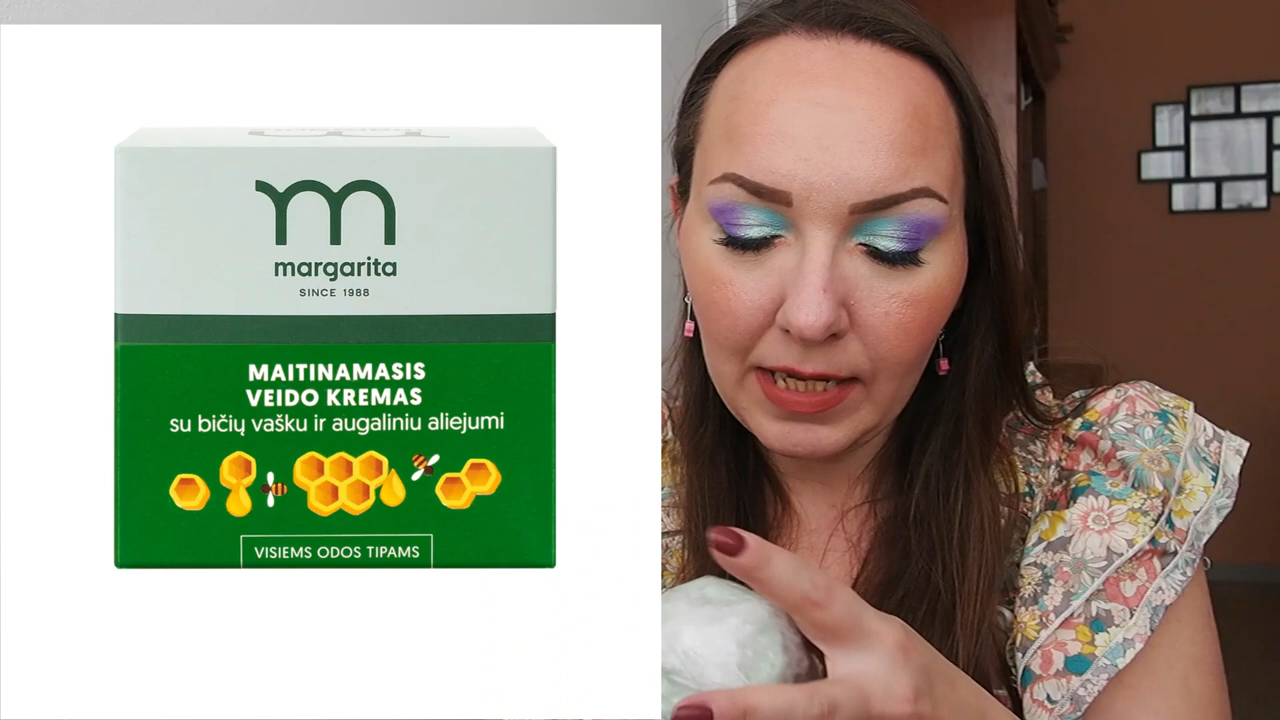 m
margarita
SINCE 1988
MAITINAMASIS
VEIDO KREMAS
su bičių vašku ir augaliniu aliejumi
VISIEMS ODOS TIPAMS